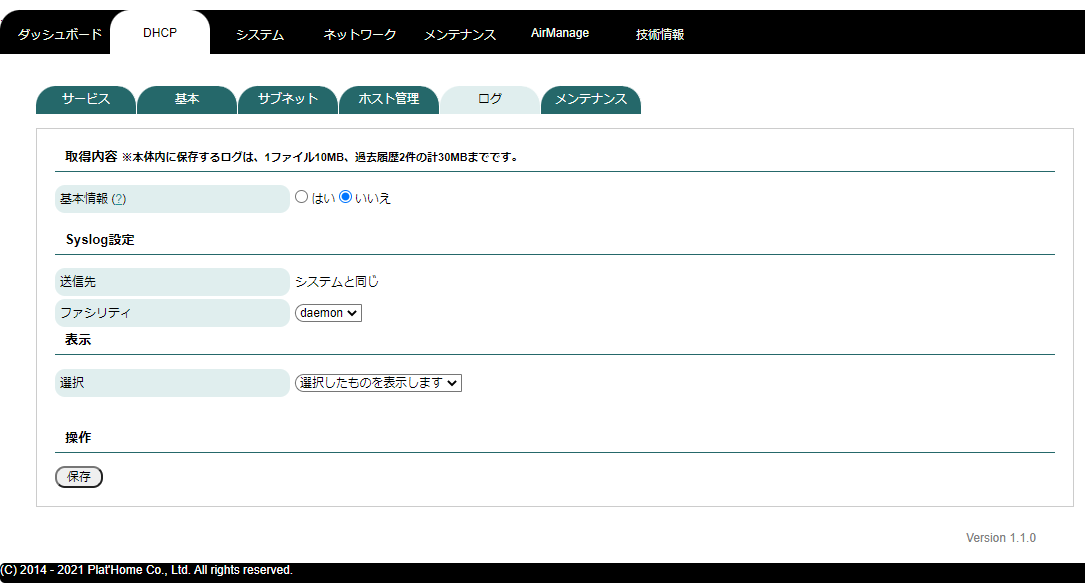 ダッシュボード DHCP システム ネットワーク メンテナンス AirManage 技術情報
サービス 基本 サブネット ホスト管理 ログ メンテナンス
取得内容 ※本体内に保存するログは、1ファイル10MB、過去履歴2件の計30MBまでです。
基本情報 (?) はい いいえ
Syslog設定
送信先 システムと同じ
ファシリティ daemon
表示
選択 選択したものを表示します
操作
保存
Version 1.1.0
(C) 2014 - 2021 Plat'Home Co., Ltd. All rights reserved.